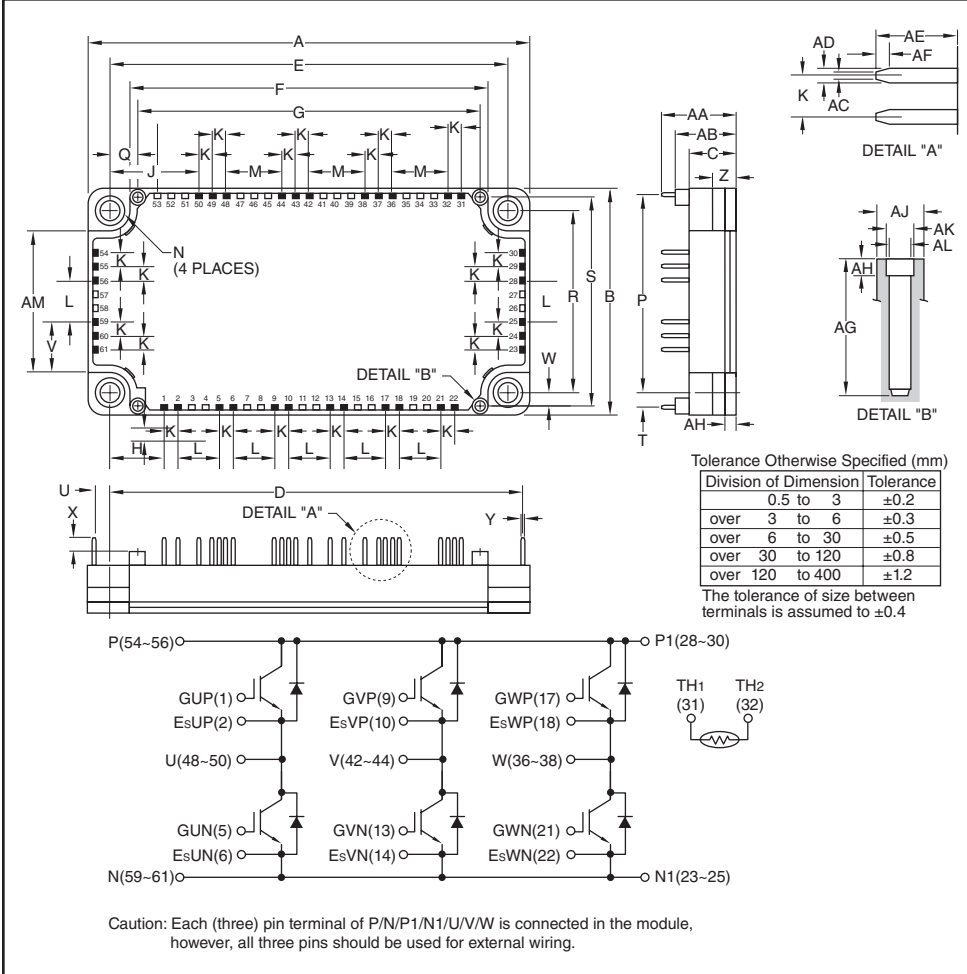 A
E
F
G
K K K K
Q K K K
J M M M
53 52 51 50 49 48 47 46 45 44 43 42 41 40 39 38 37 36 35 34 33 32 31
AD AE
AF
K
AC
DETAIL "A"
AA
AB
C
Z
N
(4 PLACES)
54 55 56 57 58 59 60 61
30 29 28 27 26 25 24 23
K K K K
K K K K
AM L V
L
R S B
P
W
T
AH
AJ
AK
AL
AH
AG
DETAIL "B"
DETAIL "B"
1 2 3 4 5 6 7 8 9 10 11 12 13 14 15 16 17 18 19 20 21 22
K K K K K K
H L L L L L
U D
X DETAIL "A" Y
Tolerance Otherwise Specified (mm)
Division of Dimension Tolerance
0.5 to 3 ±0.2
over 3 to 6 ±0.3
over 6 to 30 ±0.5
over 30 to 120 ±0.8
over 120 to 400 ±1.2
The tolerance of size between
terminals is assumed to ±0.4
P(54~56) P1(28~30)
GUP(1) GVP(9) GWP(17)
EsUP(2) EsVP(10) EsWP(18)
U(48~50) V(42~44) W(36~38)
GUN(5) GVN(13) GWN(21)
EsUN(6) EsVN(14) EsWN(22)
N(59~61) N1(23~25)
TH1 TH2
(31) (32)
Caution: Each (three) pin terminal of P/N/P1/N1/U/V/W is connected in the module,
however, all three pins should be used for external wiring.